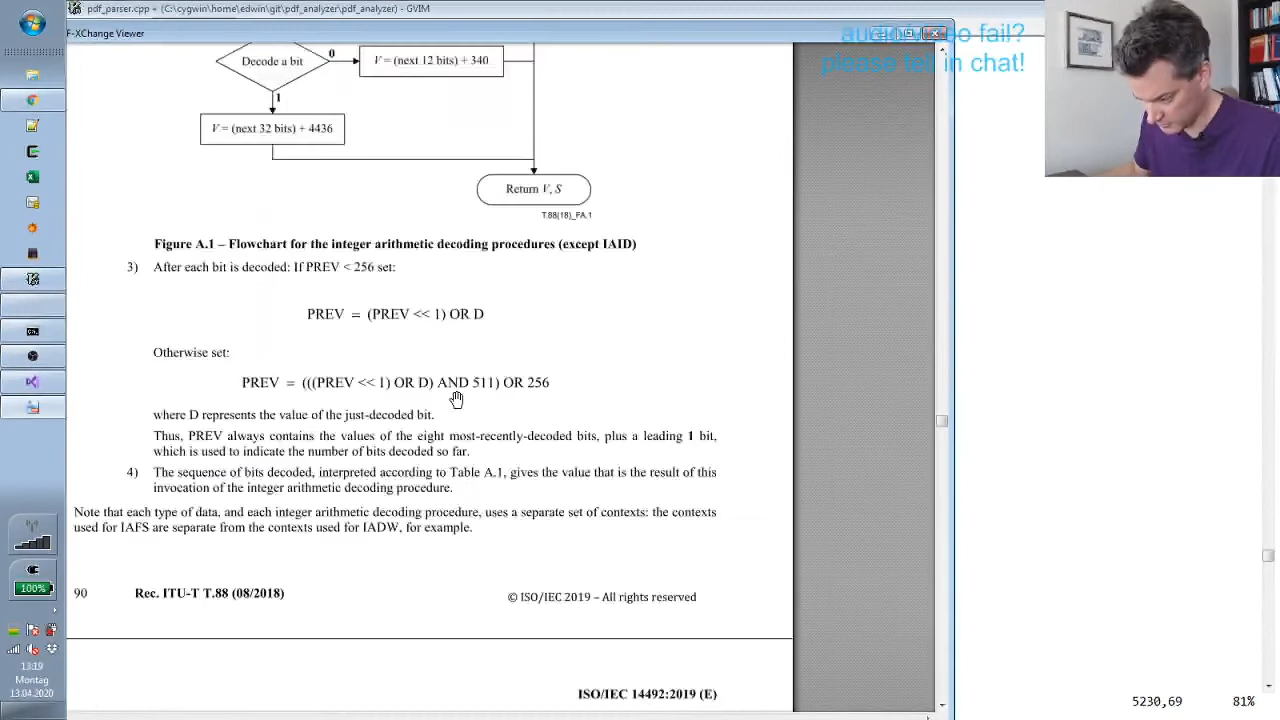 pdf_parser.cpp + (C:\cygwin\home\edwin\git\pdf_analyzer\pdf_analyzer) - GVIM
F-XChange Viewer
audio/video fail?
please tell in chat!
Decode a bit
0
V = (next 12 bits) + 340
1
V = (next 32 bits) + 4436
Return V, S
T.88(18)_FA.1
Figure A.1 – Flowchart for the integer arithmetic decoding procedures (except IAID)
3) After each bit is decoded: If PREV < 256 set:
PREV = (PREV << 1) OR D
Otherwise set:
PREV = (((PREV << 1) OR D) AND 511) OR 256
where D represents the value of the just-decoded bit.
Thus, PREV always contains the values of the eight most-recently-decoded bits, plus a leading 1 bit,
which is used to indicate the number of bits decoded so far.
4) The sequence of bits decoded, interpreted according to Table A.1, gives the value that is the result of this
invocation of the integer arithmetic decoding procedure.
Note that each type of data, and each integer arithmetic decoding procedure, uses a separate set of contexts: the contexts
used for IAFS are separate from the contexts used for IADW, for example.
90 Rec. ITU-T T.88 (08/2018) © ISO/IEC 2019 – All rights reserved
ISO/IEC 14492:2019 (E)
100%
13:19
Montag
13.04.2020
5230,69 81%